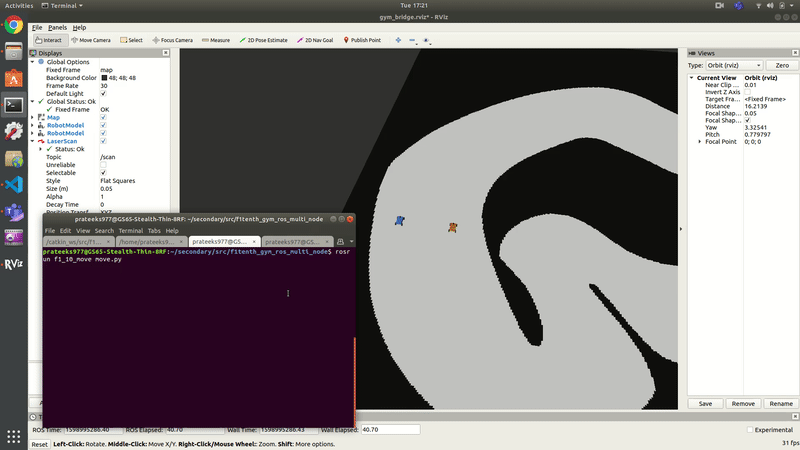 Activities
Terminal
Tue 17:21
gym_bridge.rviz* - RViz
File Panels Help
Interact Move Camera Select Focus Camera Measure 2D Pose Estimate 2D Nav Goal Publish Point
Displays
Global Options
Fixed Frame map
Background Color 48; 48; 48
Frame Rate 30
Default Light
Global Status: Ok
Fixed Frame OK
Map
RobotModel
RobotModel
LaserScan
Status: Ok
Topic /scan
Unreliable
Selectable
Style Flat Squares
Size (m) 0.05
Alpha 1
Decay Time 0
Position Transf... XYZ
Views
Type: Orbit (rviz) Zero
Current View Orbit (rviz)
Near Clip ... 0.01
Invert Z Axis
Target Fra... <Fixed Frame>
Distance 16.2139
Focal Shap... 0.05
Focal Shap...
Yaw 3.32541
Pitch 0.779797
Focal Point 0; 0; 0
Save Remove Rename
prateeks977@GS65-Stealth-Thin-8RF: ~/secondary/src/f1tenth_gym_ros_multi_node
File Edit View Search Terminal Tabs Help
/catkin_ws/src/F1... /home/prateeks9... prateeks977@GS... prateeks977@GS...
prateeks977@GS65-Stealth-Thin-8RF:~/secondary/src/f1tenth_gym_ros_multi_node$ rosr
un f1_10_move move.py
RViz
ROS Time: 1598995286.40 ROS Elapsed: 40.70 Wall Time: 1598995286.43 Wall Elapsed: 40.70
Experimental
Reset Left-Click: Rotate. Middle-Click: Move X/Y. Right-Click/Mouse Wheel:: Zoom. Shift: More options.
31 fps